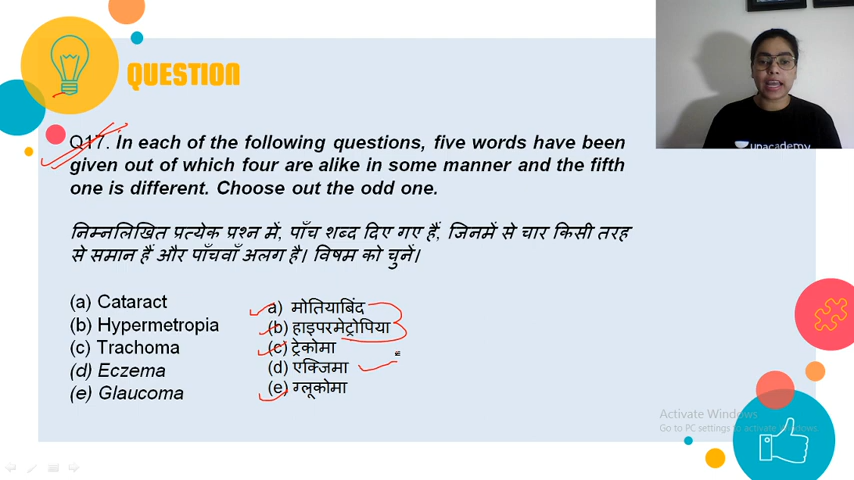 QUESTION
Q17. In each of the following questions, five words have been
given out of which four are alike in some manner and the fifth
one is different. Choose out the odd one.
निम्नलिखित प्रत्येक प्रश्न में, पाँच शब्द दिए गए हैं, जिनमें से चार किसी तरह
से समान हैं और पाँचवाँ अलग है। विषम को चुनें।
(a) Cataract
(b) Hypermetropia
(c) Trachoma
(d) Eczema
(e) Glaucoma
a) मोतियाबिंद
(b) हाइपरमेट्रोपिया
(c) ट्रेकोमा
(d) एक्जिमा
(e) ग्लूकोमा
unacademy
Activate Windows
Go to PC settings to activate Windows.